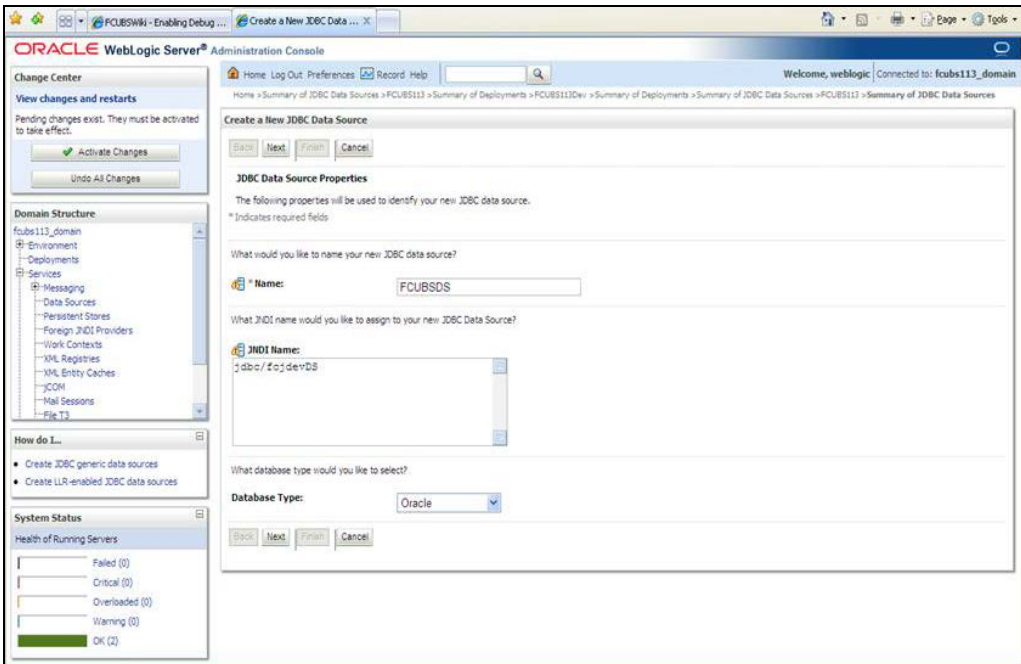 FCUBSWiki - Enabling Debug ...
Create a New JDBC Data ... X
Page
Tools
ORACLE WebLogic Server® Administration Console
Change Center
View changes and restarts
Pending changes exist. They must be activated
to take effect.
Activate Changes
Undo All Changes
Domain Structure
fcubs113_domain
Environment
Deployments
Services
Messaging
Data Sources
Persistent Stores
Foreign JNDI Providers
Work Contexts
XML Registries
XML Entity Caches
jCOM
Mail Sessions
File T3
How do I...
Create JDBC generic data sources
Create LLR-enabled JDBC data sources
System Status
Health of Running Servers
Failed (0)
Critical (0)
Overloaded (0)
Warning (0)
OK (2)
Home Log Out Preferences Record Help
Welcome, weblogic Connected to: fcubs113_domain
Home >Summary of JDBC Data Sources >FCUBS113 >Summary of Deployments >FCUBS113Dev >Summary of Deployments >Summary of JDBC Data Sources >FCUBS113 >Summary of JDBC Data Sources
Create a New JDBC Data Source
Back Next Finish Cancel
JDBC Data Source Properties
The following properties will be used to identify your new JDBC data source.
* Indicates required fields
What would you like to name your new JDBC data source?
* Name: FCUBSDS
What JNDI name would you like to assign to your new JDBC Data Source?
JNDI Name:
jdbc/fcjdevDS
What database type would you like to select?
Database Type: Oracle
Back Next Finish Cancel